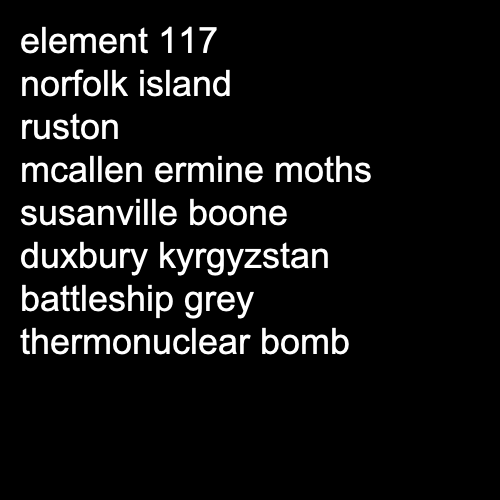 element 117
norfolk island
ruston
mcallen ermine moths
susanville boone
duxbury kyrgyzstan
battleship grey
thermonuclear bomb